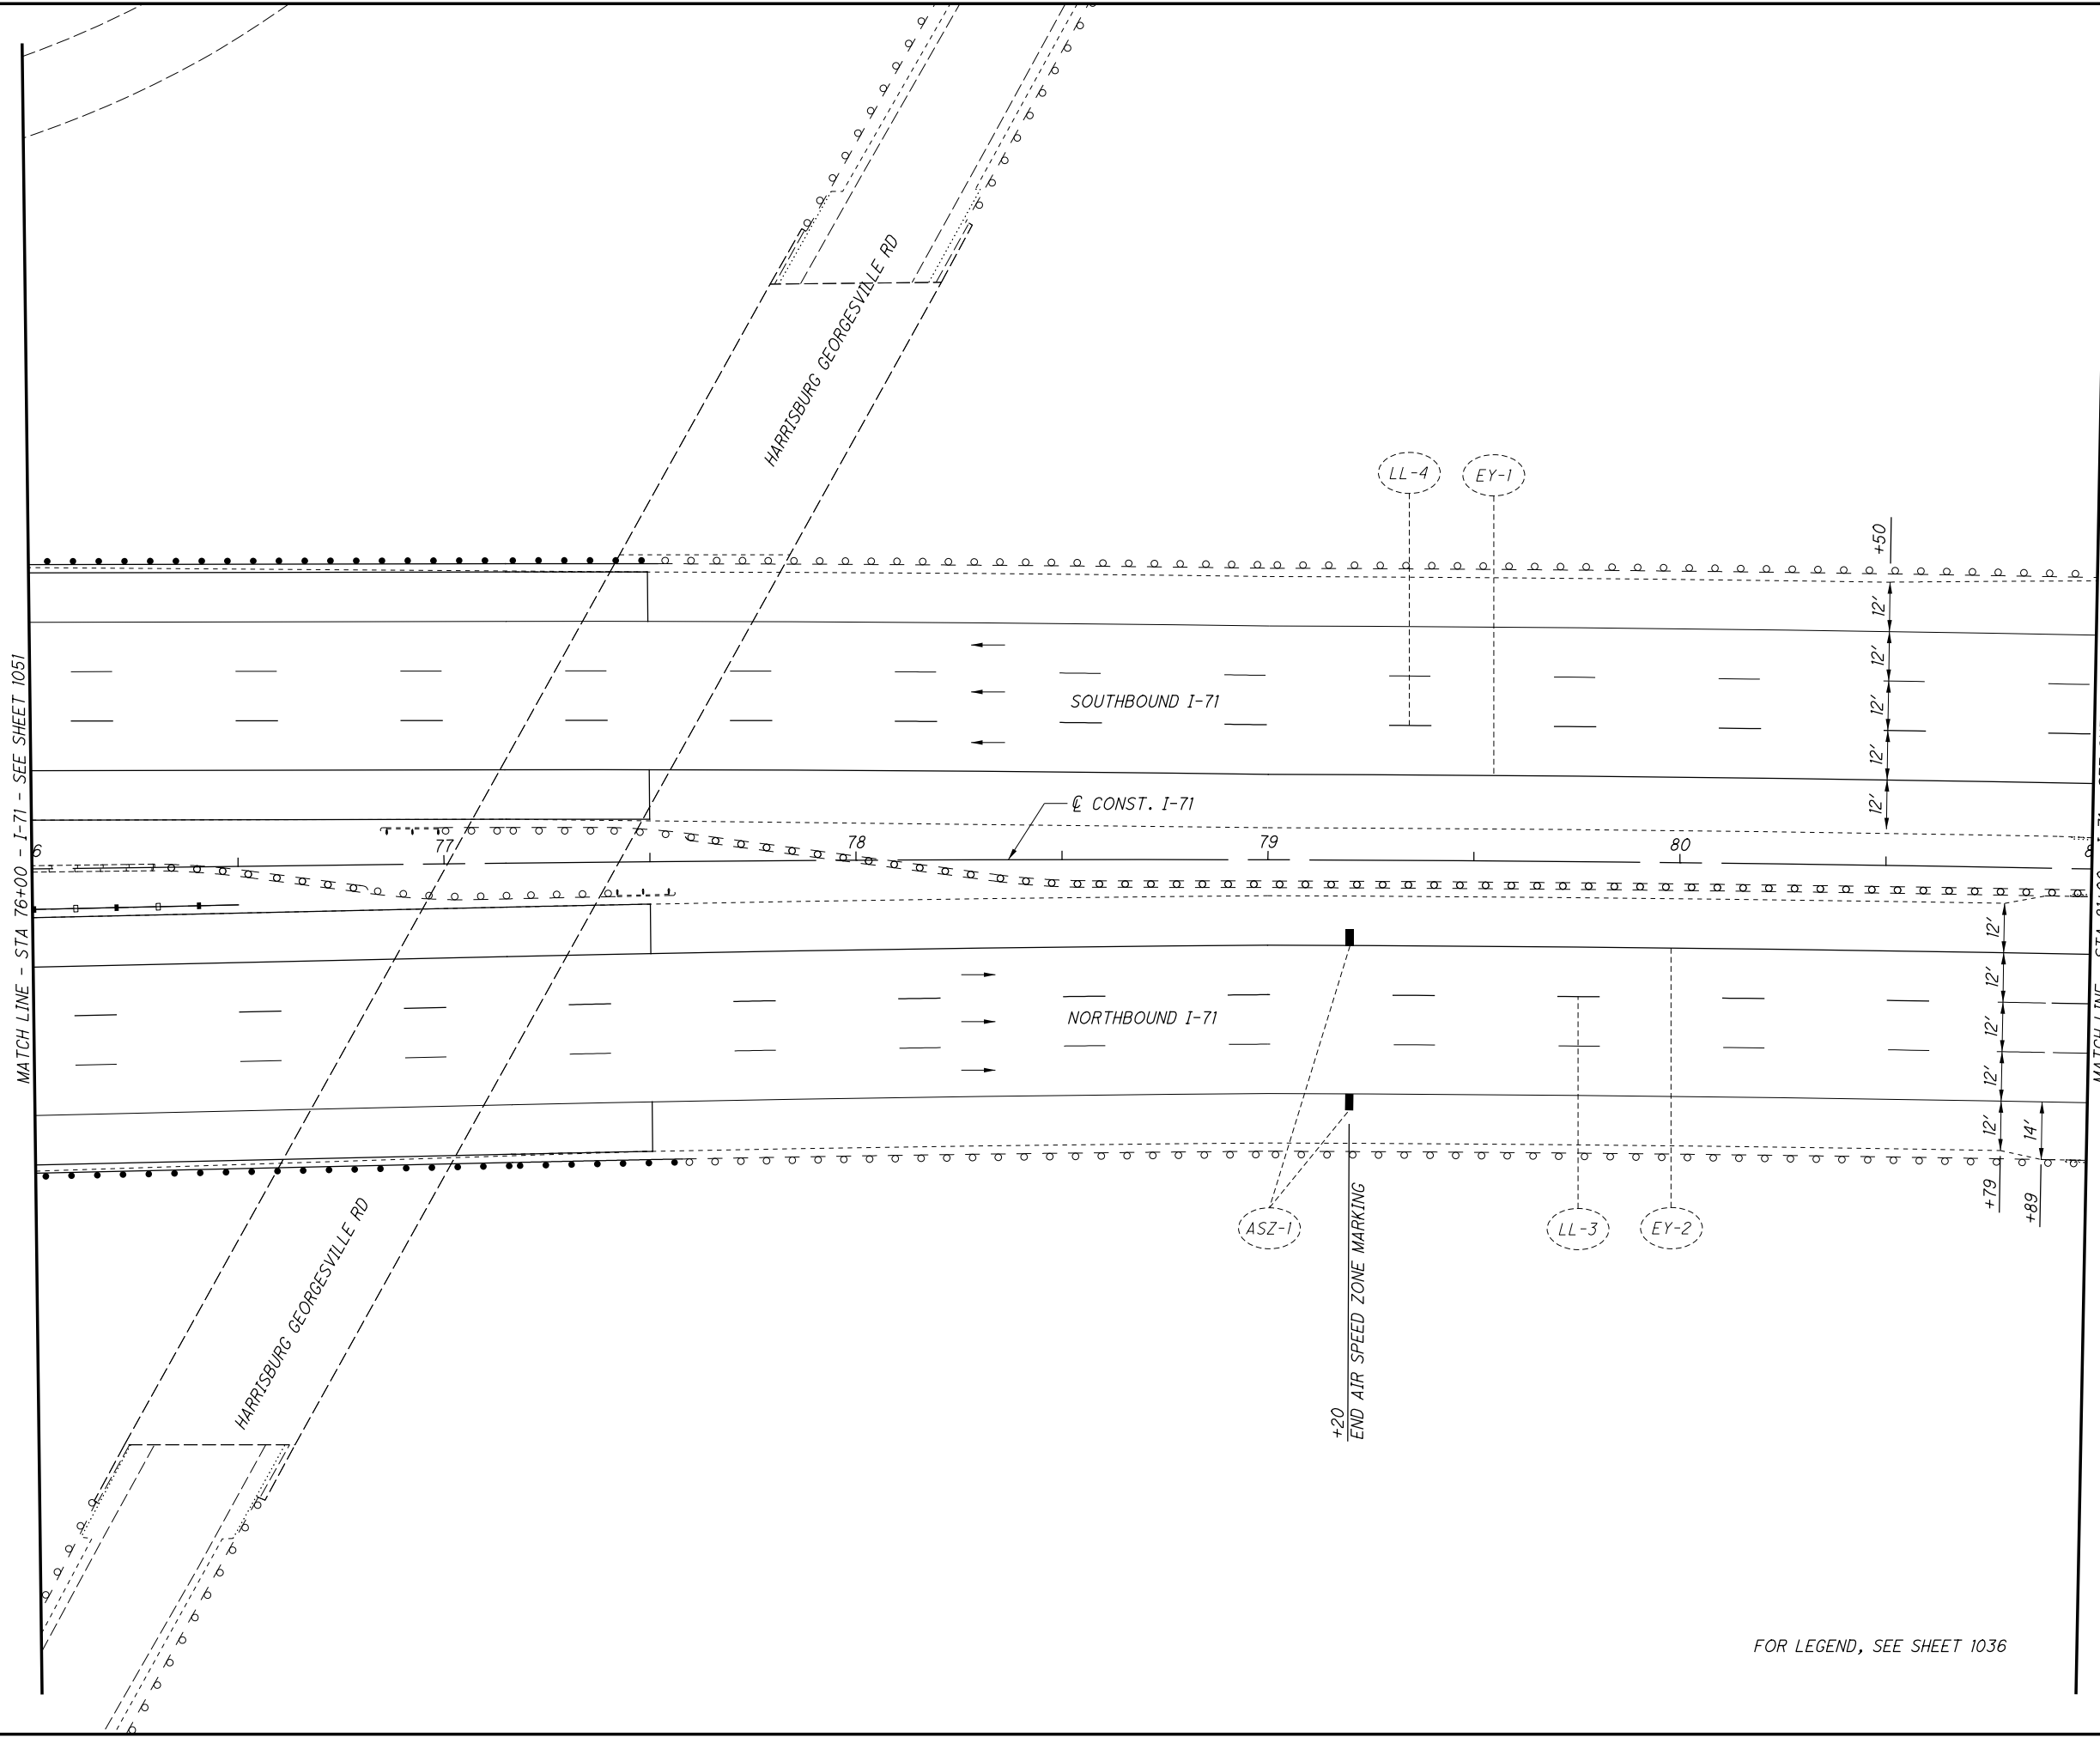 HARRISBURG GEORGESVILLE RD
LL-4
EY-1
+50
12'
12'
12'
12'
12'
SOUTHBOUND I-71
MATCH LINE - STA 76+00 - I-71 - SEE SHEET 1051
℄ CONST. I-71
6
77
78
79
80
12'
12'
12'
12'
12'
14'
NORTHBOUND I-71
+79
+89
ASZ-1
LL-3
EY-2
+20
END AIR SPEED ZONE MARKING
HARRISBURG GEORGESVILLE RD
FOR LEGEND, SEE SHEET 1036